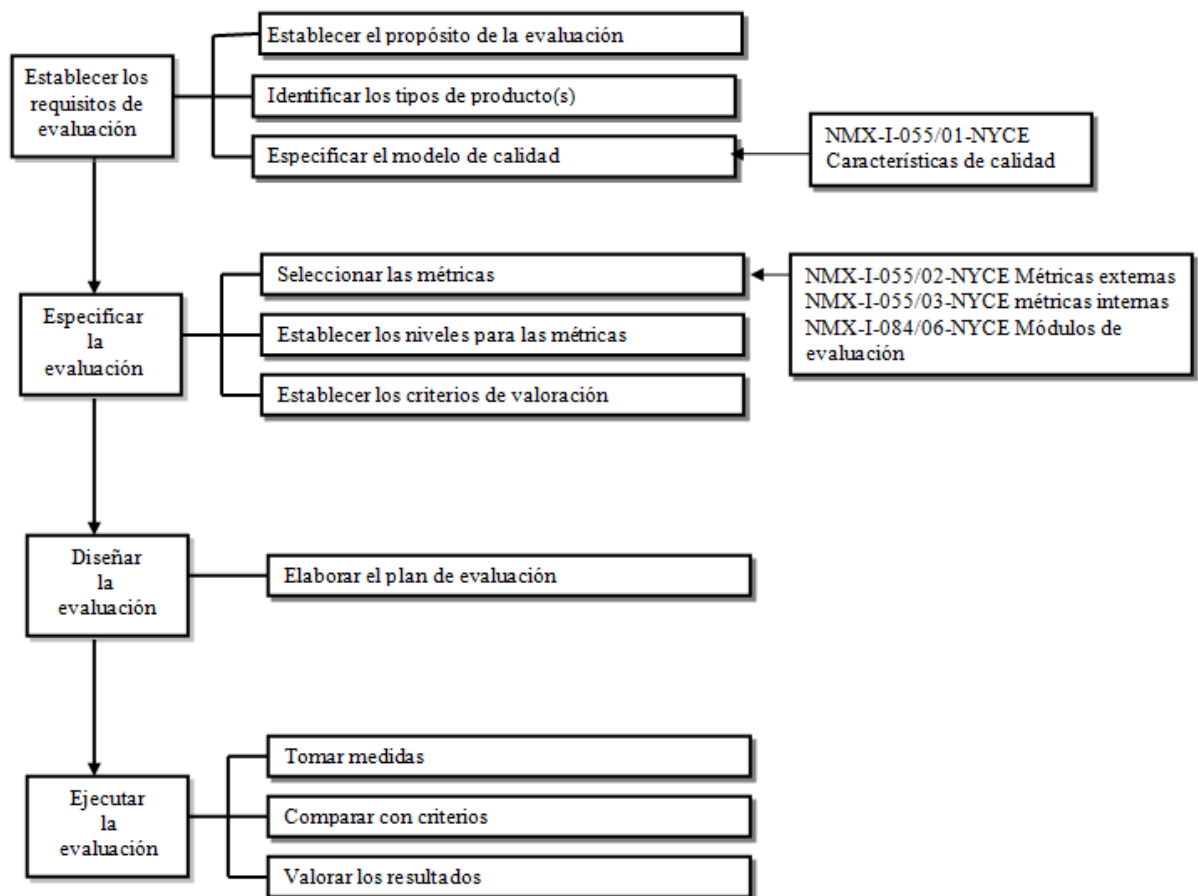 Establecer los
requisitos de
evaluación
Establecer el propósito de la evaluación
Identificar los tipos de producto(s)
Especificar el modelo de calidad
NMX-I-055/01-NYCE
Características de calidad
Especificar
la
evaluación
Seleccionar las métricas
Establecer los niveles para las métricas
Establecer los criterios de valoración
NMX-I-055/02-NYCE Métricas externas
NMX-I-055/03-NYCE métricas internas
NMX-I-084/06-NYCE Módulos de
evaluación
Diseñar
la
evaluación
Elaborar el plan de evaluación
Ejecutar
la
evaluación
Tomar medidas
Comparar con criterios
Valorar los resultados